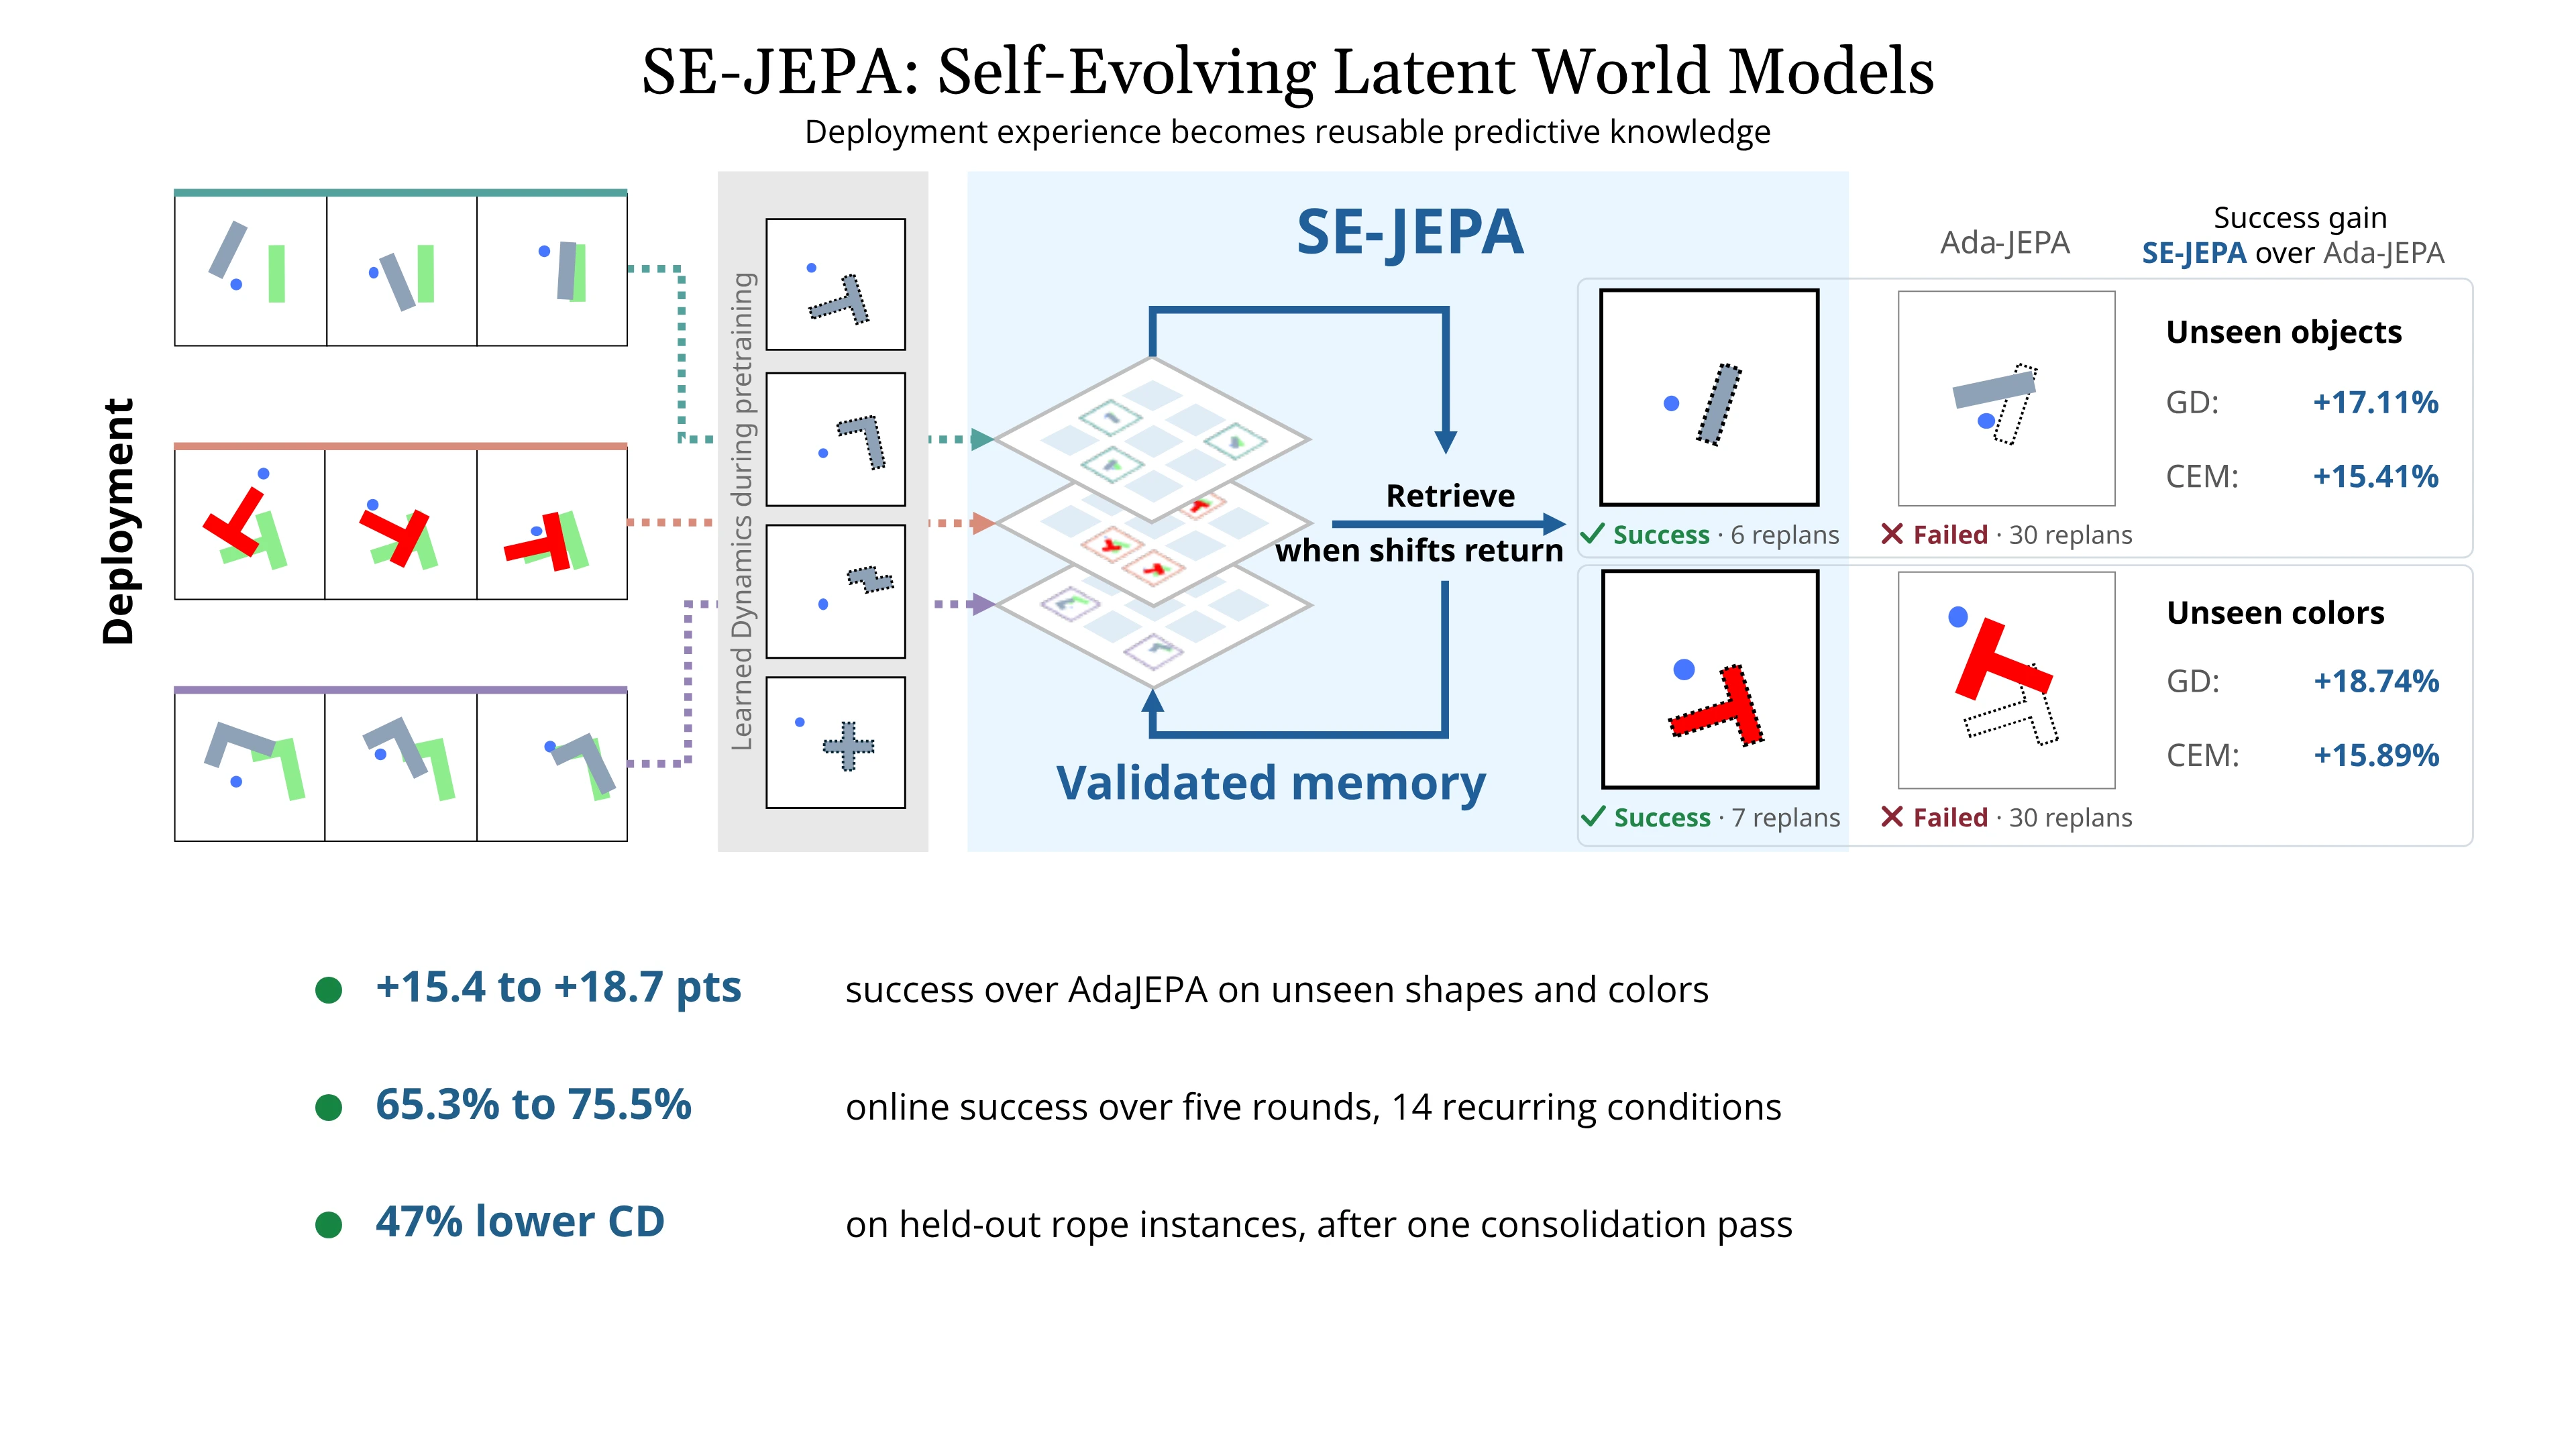 SE-JEPA: Self-Evolving Latent World Models
Deployment experience becomes reusable predictive knowledge
Deployment
Learned Dynamics during pretraining
SE-JEPA
Retrieve
when shifts return
Validated memory
Ada-JEPA
Success gain
SE-JEPA over Ada-JEPA
✓ Success · 6 replans
✗ Failed · 30 replans
Unseen objects
GD: +17.11%
CEM: +15.41%
✓ Success · 7 replans
✗ Failed · 30 replans
Unseen colors
GD: +18.74%
CEM: +15.89%
● +15.4 to +18.7 pts success over AdaJEPA on unseen shapes and colors
● 65.3% to 75.5% online success over five rounds, 14 recurring conditions
● 47% lower CD on held-out rope instances, after one consolidation pass